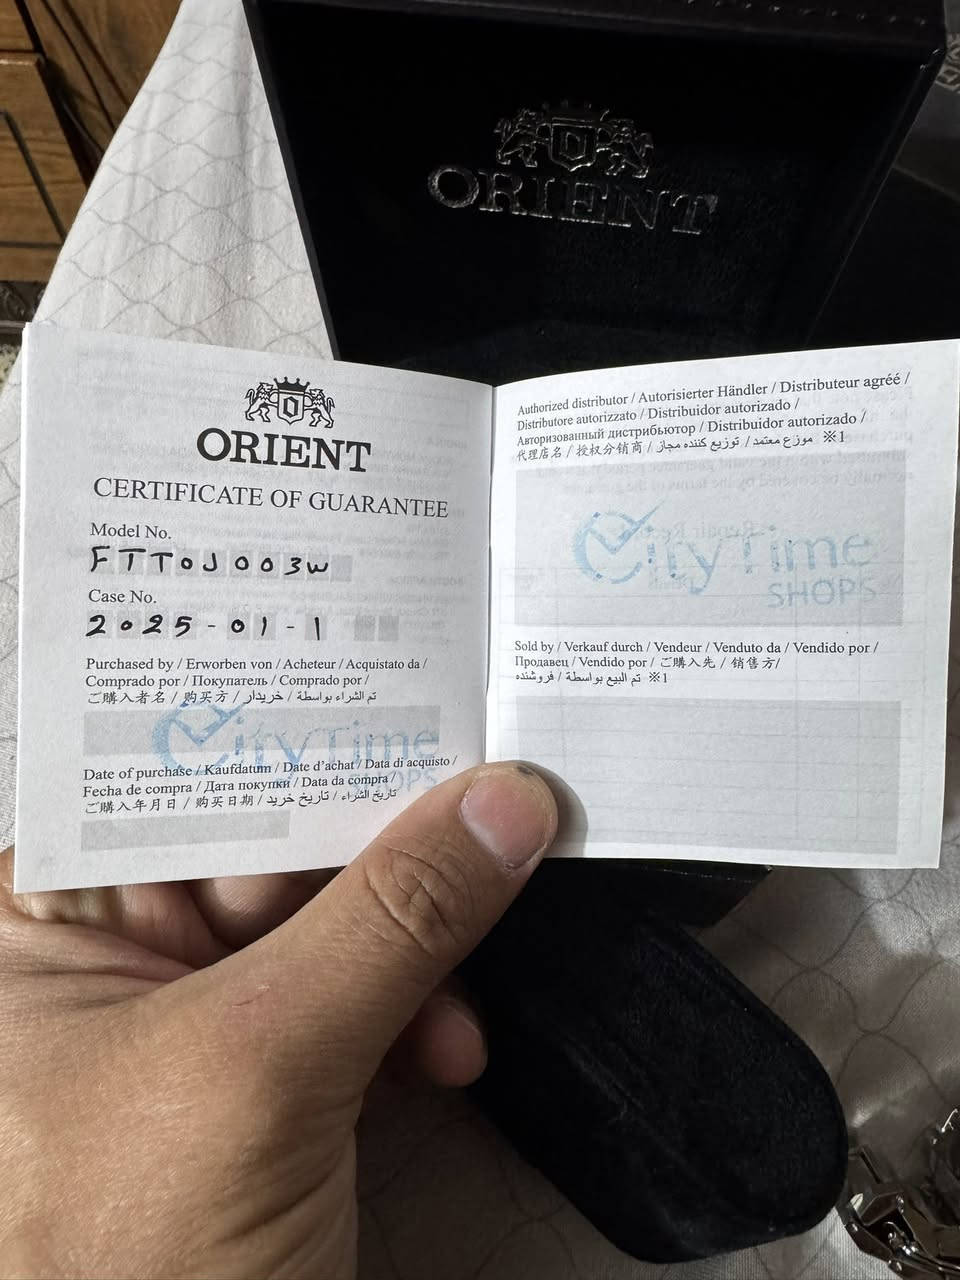 ORIENT
ORIENT
CERTIFICATE OF GUARANTEE
Model No.
FTT0J003W
Case No.
2025-01-1
Purchased by / Erworben von / Acheteur / Acquistato da /
Comprado por / Покупатель / Comprado por /
ご購入者名 / 购买方 / خریدار / تم الشراء بواسطة
CityTime
SHOPS
Date of purchase / Kaufdatum / Date d'achat / Data di acquisto /
Fecha de compra / Дата покупки / Data da compra /
ご購入年月日 / 购买日期 / تاریخ خرید / تاريخ الشراء
Authorized distributor / Autorisierter Händler / Distributeur agréé /
Distributore autorizzato / Distribuidor autorizado /
Авторизованный дистрибьютор / Distribuidor autorizado /
代理店名 / 授权分销商 / توزیع کننده مجاز / موزع معتمد ※1
CityTime
SHOPS
Sold by / Verkauf durch / Vendeur / Venduto da / Vendido por /
Продавец / Vendido por / ご購入先 / 销售方/
فروشنده / تم البيع بواسطة ※1